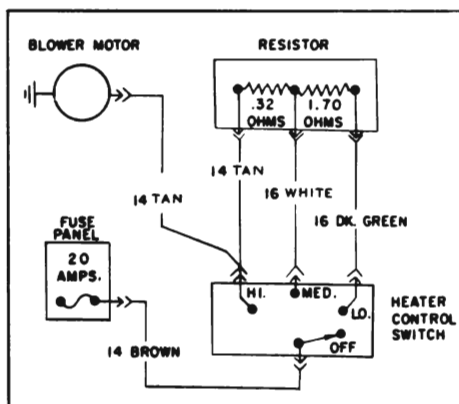 BLOWER MOTOR
RESISTOR
.32
OHMS
1.70
OHMS
14 TAN
14 TAN
16 WHITE
16 DK. GREEN
FUSE
PANEL
20
AMPS.
HI.
MED.
LO.
OFF
HEATER
CONTROL
SWITCH
14 BROWN